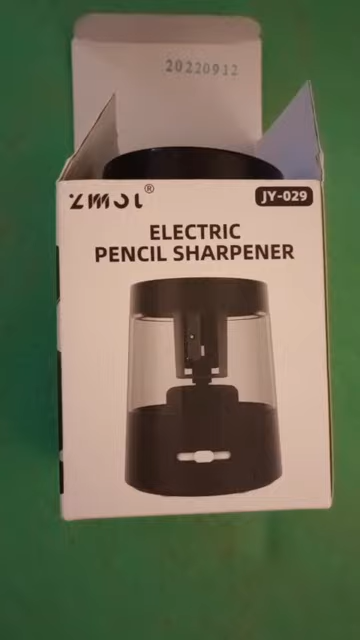 20220912
ZMOL®
JY-029
ELECTRIC
PENCIL SHARPENER